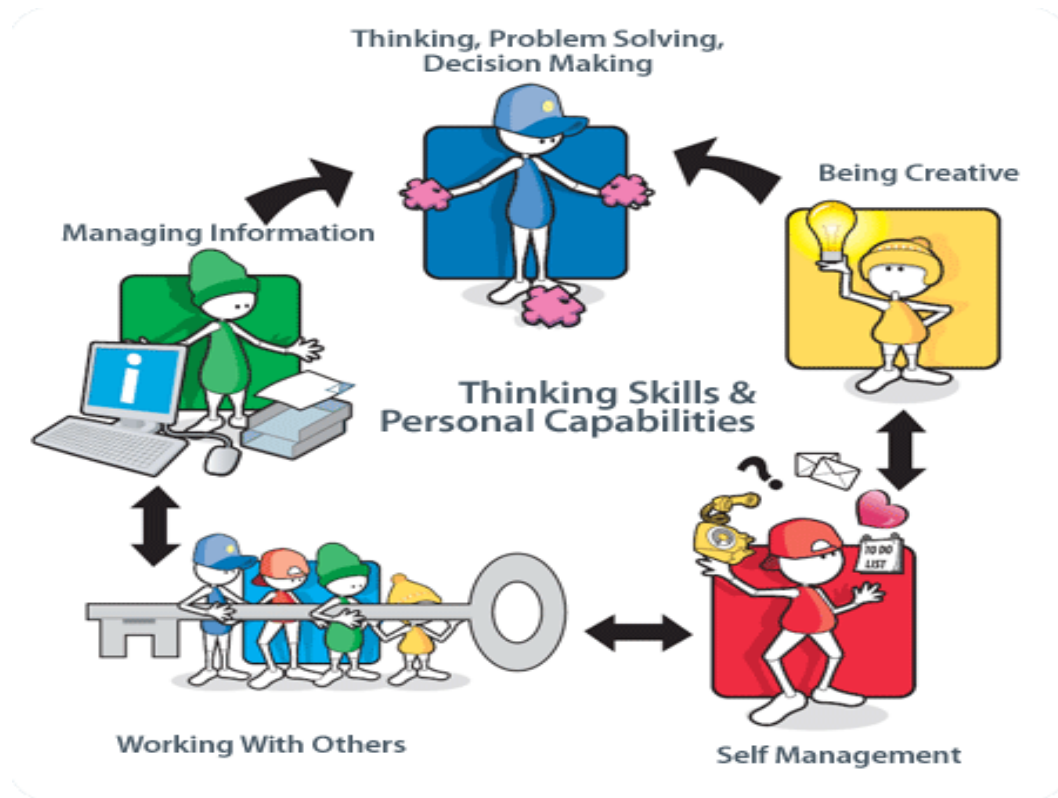 Thinking, Problem Solving,
Decision Making
Being Creative
Managing Information
i
Thinking Skills &
Personal Capabilities
?
TO DO
LIST
Working With Others
Self Management